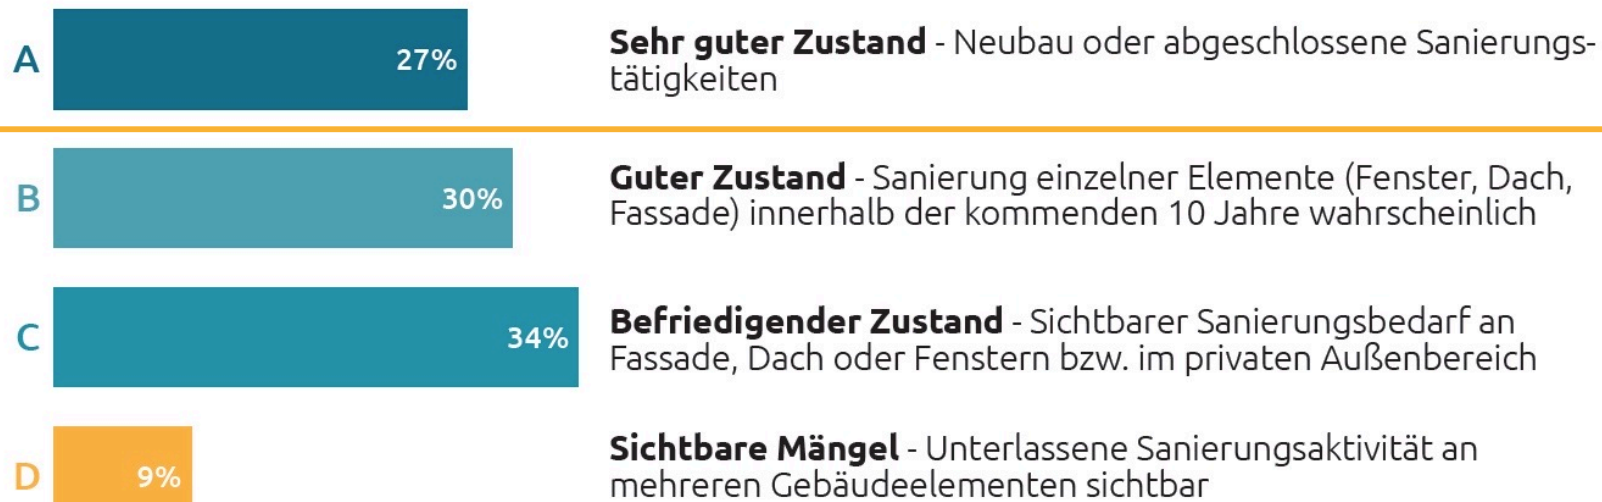 A
27%
Sehr guter Zustand - Neubau oder abgeschlossene Sanierungs-
tätigkeiten
B
30%
Guter Zustand - Sanierung einzelner Elemente (Fenster, Dach,
Fassade) innerhalb der kommenden 10 Jahre wahrscheinlich
C
34%
Befriedigender Zustand - Sichtbarer Sanierungsbedarf an
Fassade, Dach oder Fenstern bzw. im privaten Außenbereich
D
9%
Sichtbare Mängel - Unterlassene Sanierungsaktivität an
mehreren Gebäudeelementen sichtbar